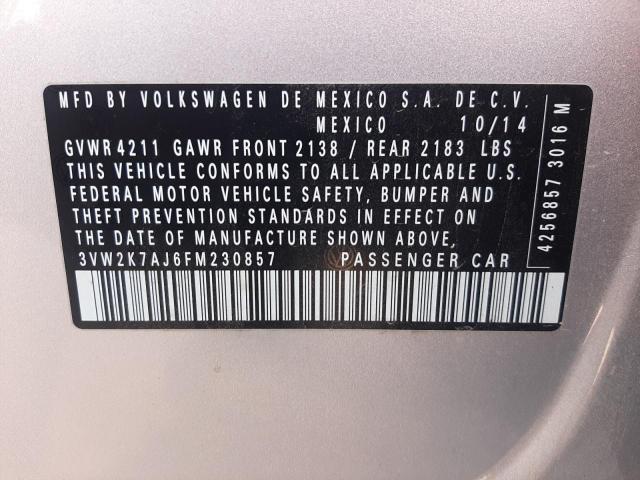 MFD BY VOLKSWAGEN DE MEXICO S.A. DE C.V.
MEXICO 10/14
GVWR 4211 GAWR FRONT 2138 / REAR 2183 LBS
THIS VEHICLE CONFORMS TO ALL APPLICABLE U.S.
FEDERAL MOTOR VEHICLE SAFETY, BUMPER AND
THEFT PREVENTION STANDARDS IN EFFECT ON
THE DATE OF MANUFACTURE SHOWN ABOVE,
3VW2K7AJ6FM230857 PASSENGER CAR
4256857 3016 M